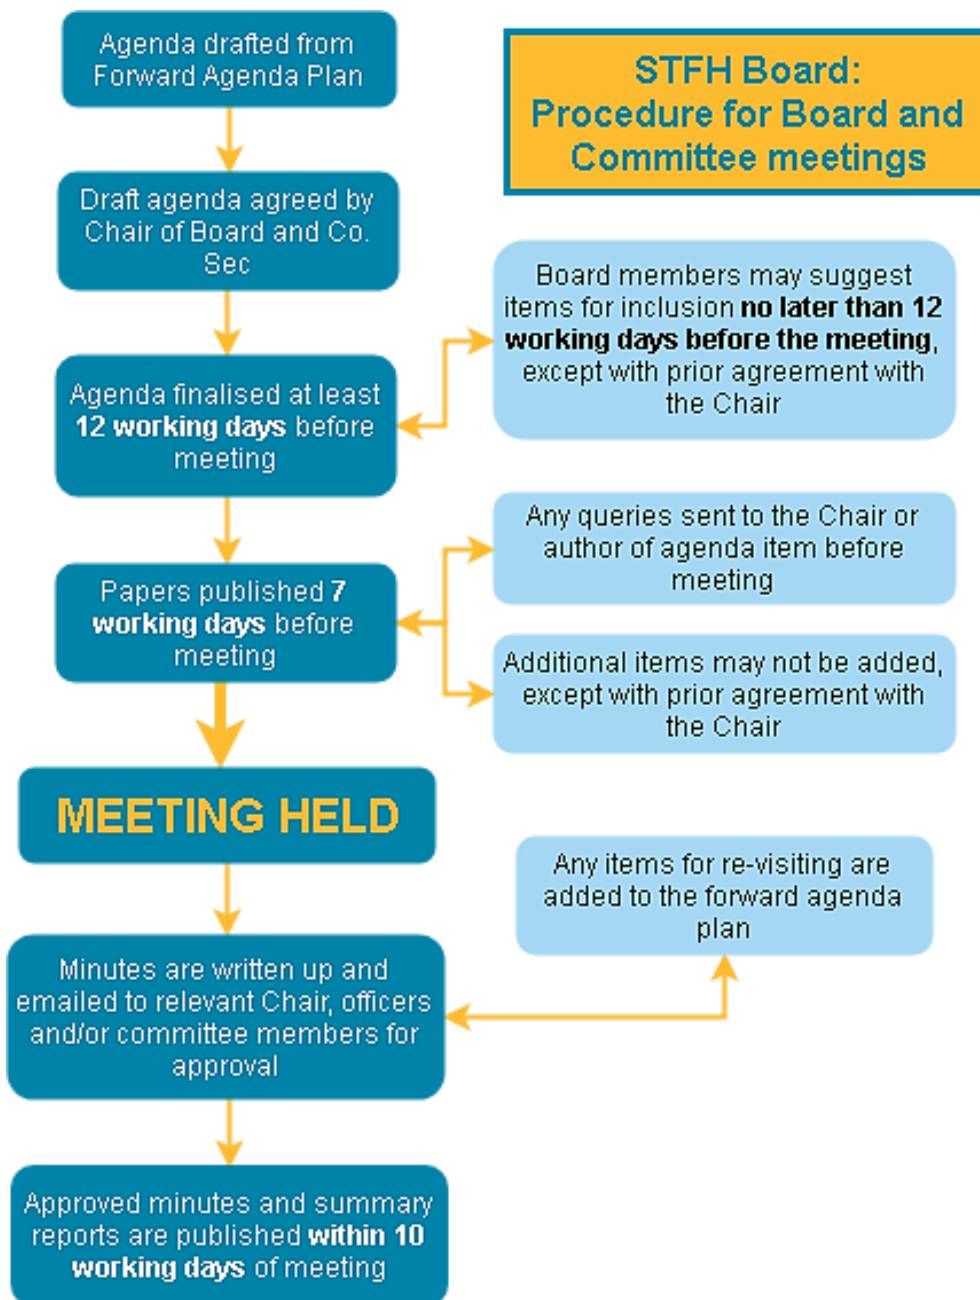 Agenda drafted from
Forward Agenda Plan
STFH Board:
Procedure for Board and
Committee meetings
Draft agenda agreed by
Chair of Board and Co.
Sec
Board members may suggest
items for inclusion no later than 12
working days before the meeting,
except with prior agreement with
the Chair
Agenda finalised at least
12 working days before
meeting
Any queries sent to the Chair or
author of agenda item before
meeting
Papers published 7
working days before
meeting
Additional items may not be added,
except with prior agreement with
the Chair
MEETING HELD
Any items for re-visiting are
added to the forward agenda
plan
Minutes are written up and
emailed to relevant Chair, officers
and/or committee members for
approval
Approved minutes and summary
reports are published within 10
working days of meeting